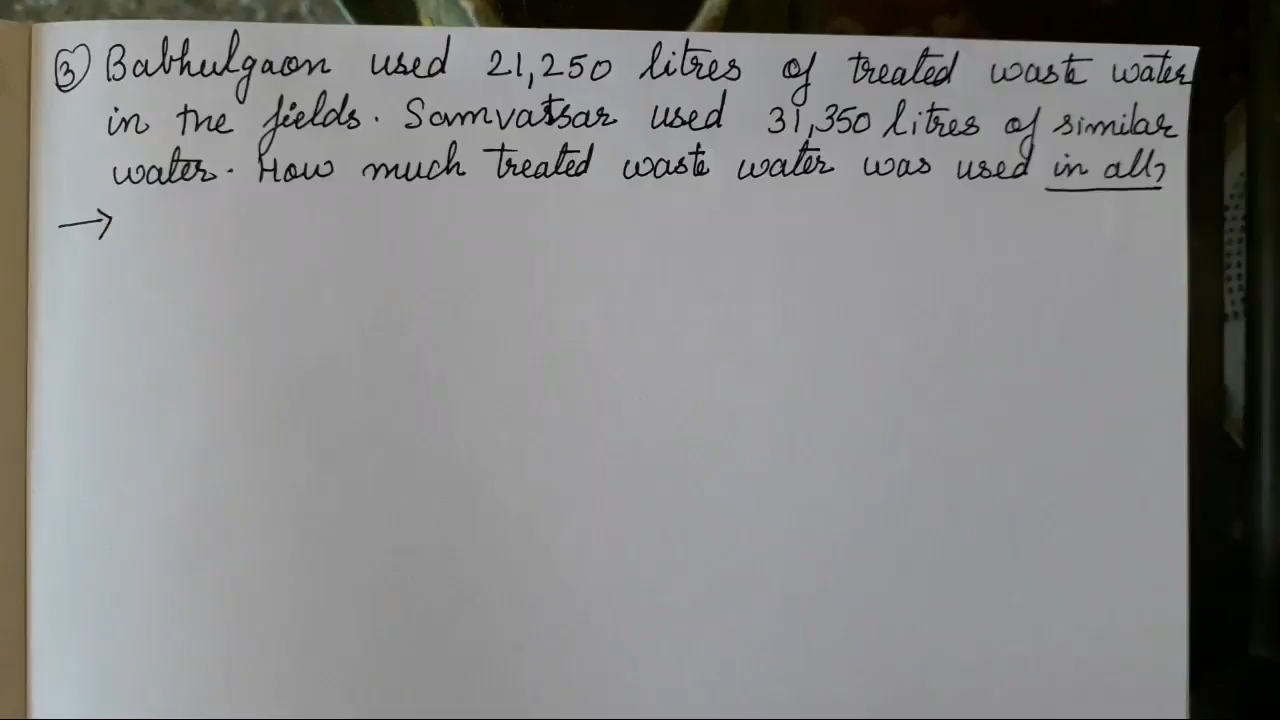 ③ Babhulgaon used 21,250 litres of treated waste water
in the fields. Samvatsar used 31,350 litres of similar
water. How much treated waste water was used in all?
→